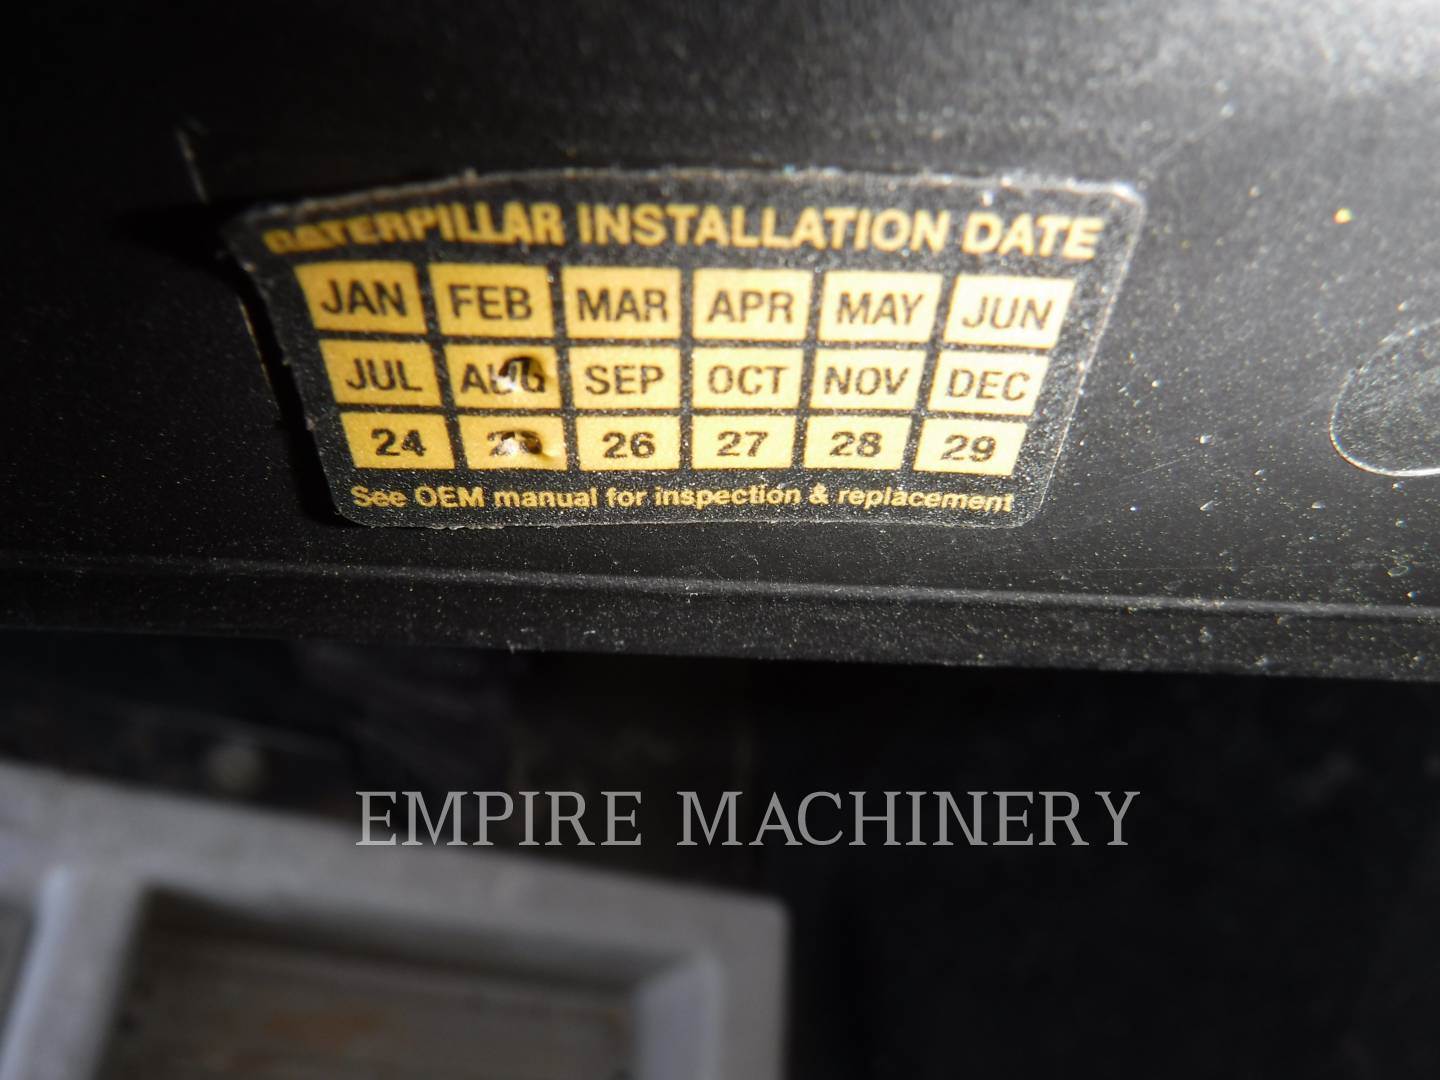 CATERPILLAR INSTALLATION DATE
JAN FEB MAR APR MAY JUN
JUL AUG SEP OCT NOV DEC
24 25 26 27 28 29
See OEM manual for inspection & replacement
EMPIRE MACHINERY